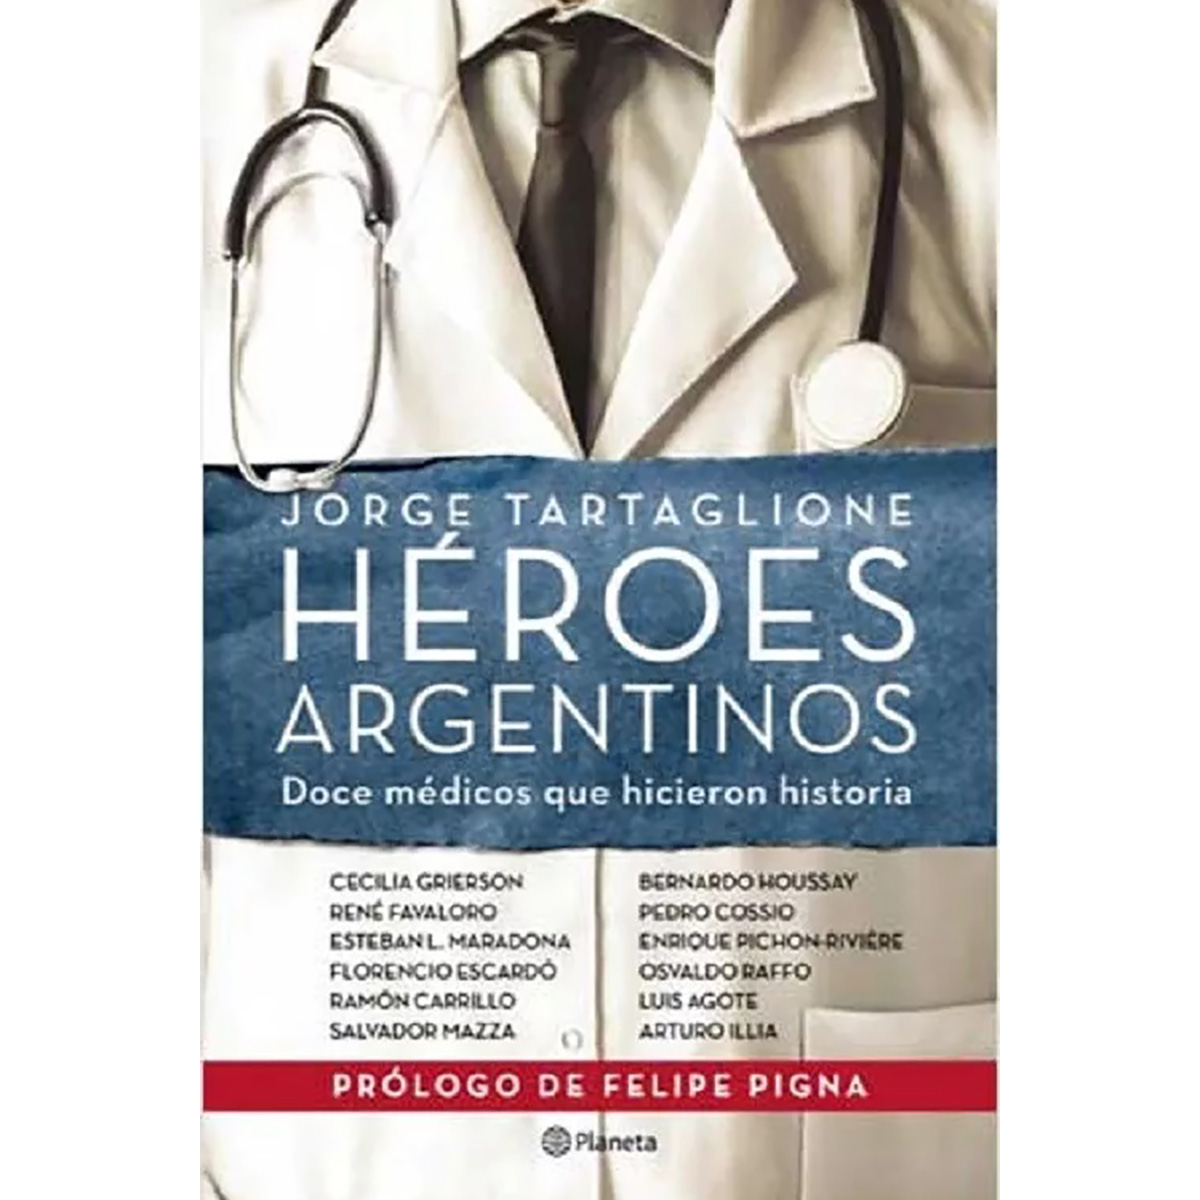 JORGE TARTAGLIONE
HÉROES
ARGENTINOS
Doce médicos que hicieron historia
CECILIA GRIERSON
RENÉ FAVALORO
ESTEBAN L. MARADONA
FLORENCIO ESCARDÓ
RAMÓN CARRILLO
SALVADOR MAZZA
BERNARDO HOUSSAY
PEDRO COSSIO
ENRIQUE PICHON-RIVIÉRE
OSVALDO RAFFO
LUIS AGOTE
ARTURO ILLIA
PRÓLOGO DE FELIPE PIGNA
Planeta